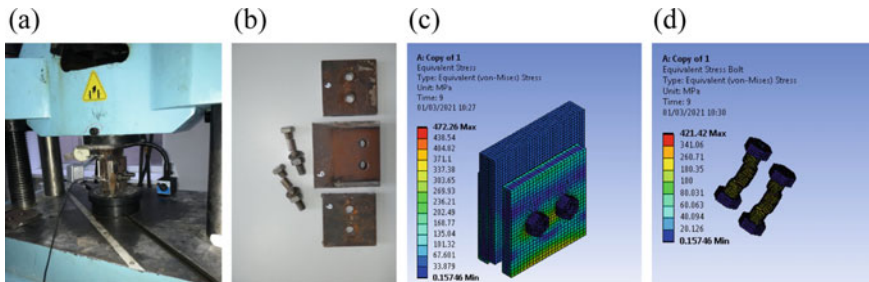 (a)
(b)
(c)
(d)
A: Copy of 1
Equivalent Stress
Type: Equivalent (von-Mises) Stress
Unit: MPa
Time: 9
01/03/2021 10:27
472.26 Max
438.54
404.82
371.1
337.38
303.65
269.93
236.21
202.49
168.77
135.04
101.32
67.601
33.879
0.15746 Min
A: Copy of 1
Equivalent Stress Bolt
Type: Equivalent (von-Mises) Stress
Unit: MPa
Time: 9
01/03/2021 10:30
421.42 Max
341.06
260.71
180.35
100
80.031
60.063
40.094
20.126
0.15746 Min